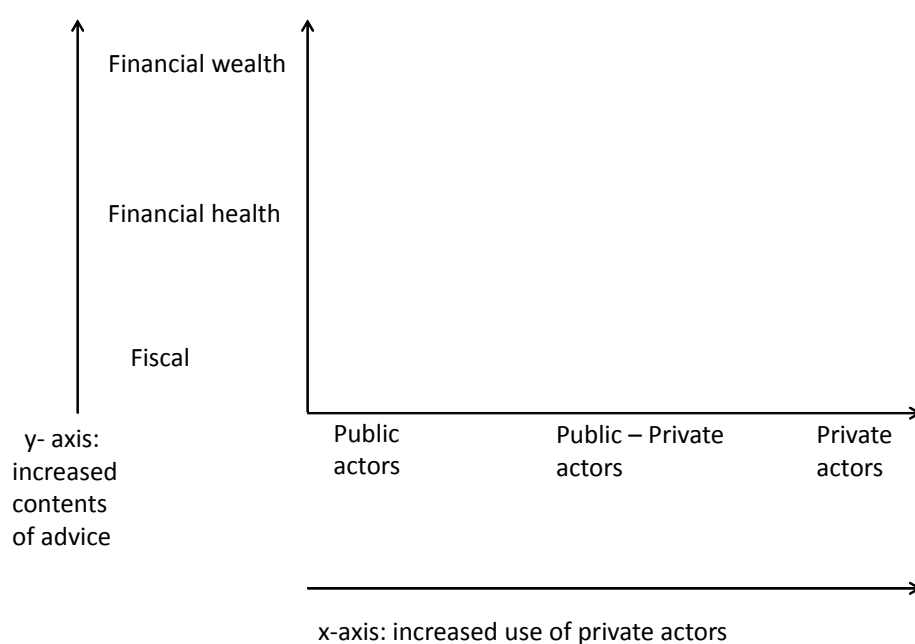 Financial wealth
Financial health
Fiscal
y- axis:
increased
contents
of advice
Public
actors
Public – Private
actors
Private
actors
x-axis: increased use of private actors